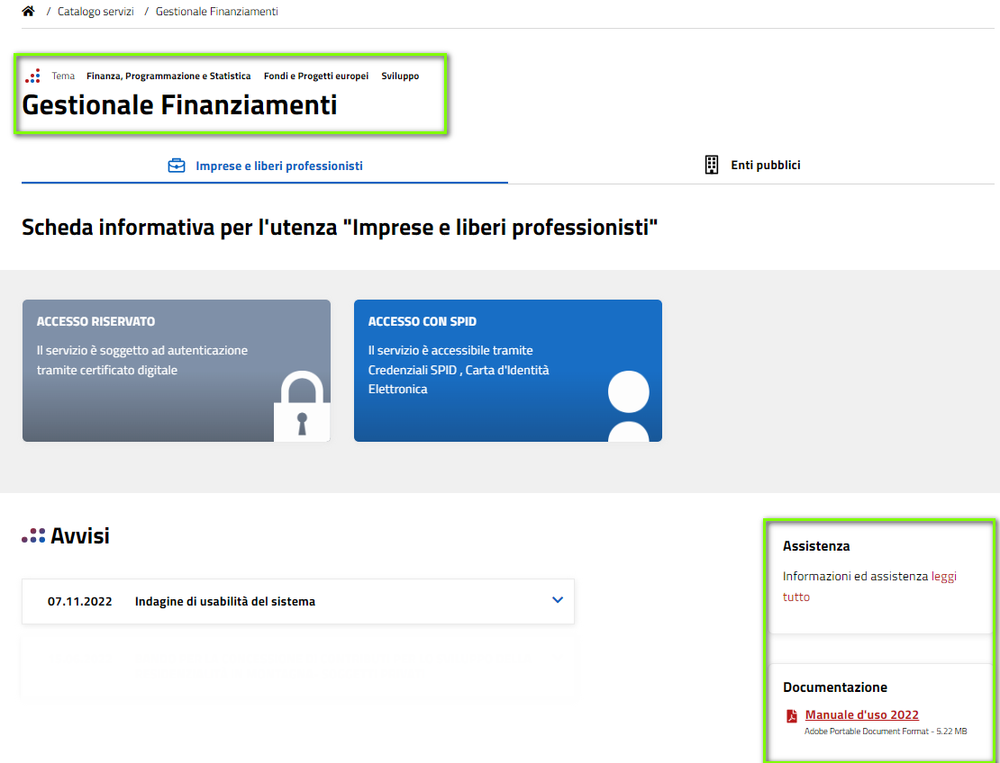 / Catalogo servizi / Gestionale Finanziamenti
Tema Finanza, Programmazione e Statistica Fondi e Progetti europei Sviluppo
Gestionale Finanziamenti
Imprese e liberi professionisti
Enti pubblici
Scheda informativa per l'utenza "Imprese e liberi professionisti"
ACCESSO RISERVATO
Il servizio è soggetto ad autenticazione
tramite certificato digitale
ACCESSO CON SPID
Il servizio è accessibile tramite
Credenziali SPID , Carta d'Identità
Elettronica
Avvisi
07.11.2022 Indagine di usabilità del sistema
Assistenza
Informazioni ed assistenza leggi
tutto
Documentazione
Manuale d'uso 2022
Adobe Portable Document Format - 5.22 MB